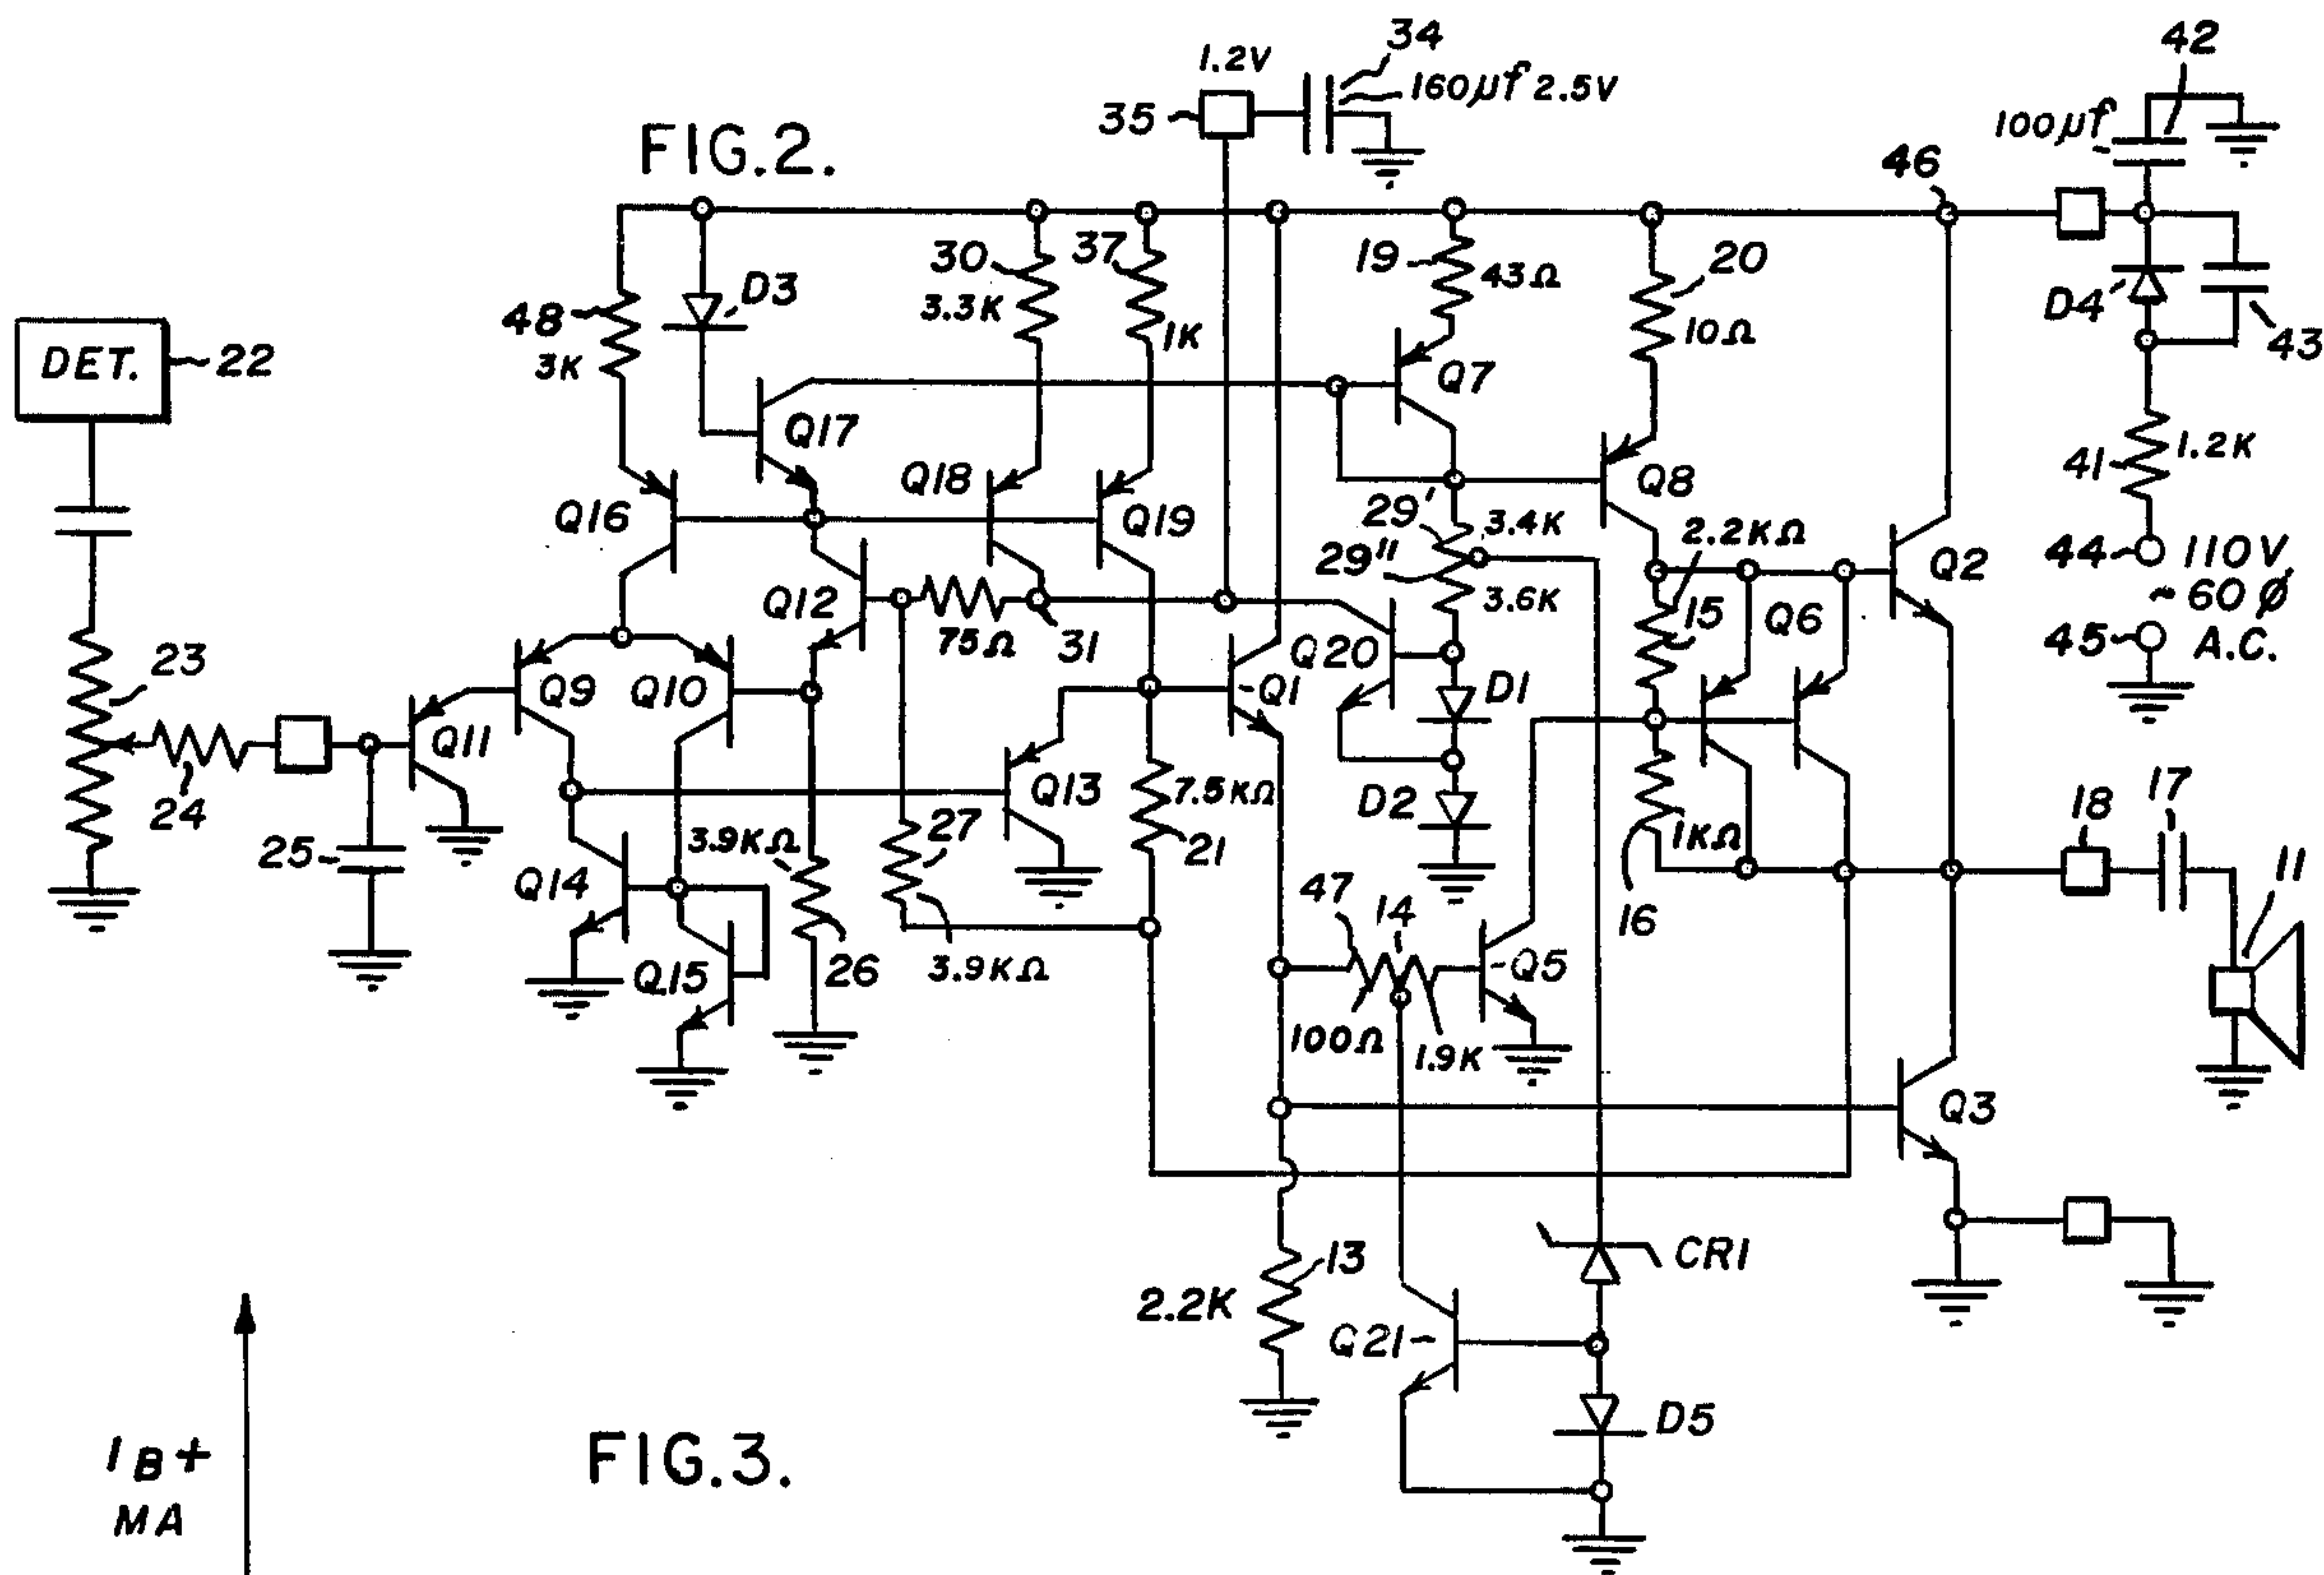 FIG.2.
1.2V
34
160µf 2.5V
35
42
100µf
46
DET.
22
48
3K
D3
30
3.3K
37
1K
19
43Ω
20
10Ω
D4
43
Q17
Q7
Q16
Q18
Q19
Q8
41
1.2K
29'
3.4K
29"
3.6K
2.2KΩ
Q2
44
110V
~60Ø
A.C.
45
Q12
75Ω
31
Q20
15
Q6
23
24
Q11
Q9
Q10
Q1
D1
25
Q13
7.5KΩ
21
D2
18
17
11
Q14
3.9KΩ
27
1KΩ
16
Q15
26
3.9KΩ
47
14
Q5
100Ω
1.9K
Q3
13
2.2K
CR1
Q21
D5
IB+
MA
FIG.3.